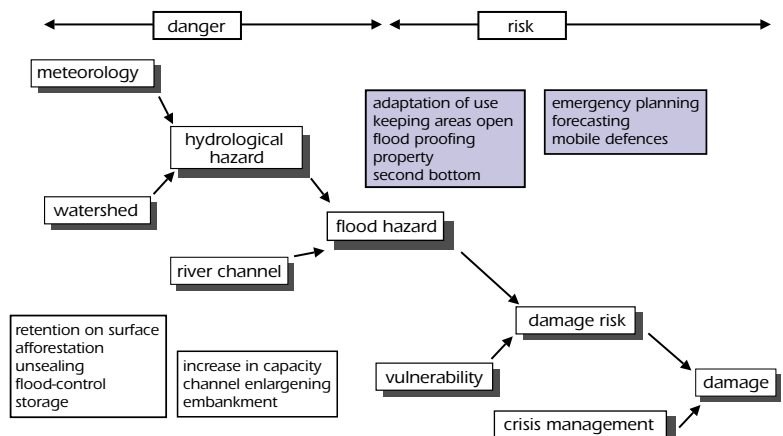 danger
risk
meteorology
adaptation of use
keeping areas open
flood proofing
property
second bottom
emergency planning
forecasting
mobile defences
hydrological
hazard
watershed
flood hazard
river channel
retention on surface
afforestation
unsealing
flood-control
storage
increase in capacity
channel enlargening
embankment
damage risk
vulnerability
damage
crisis management